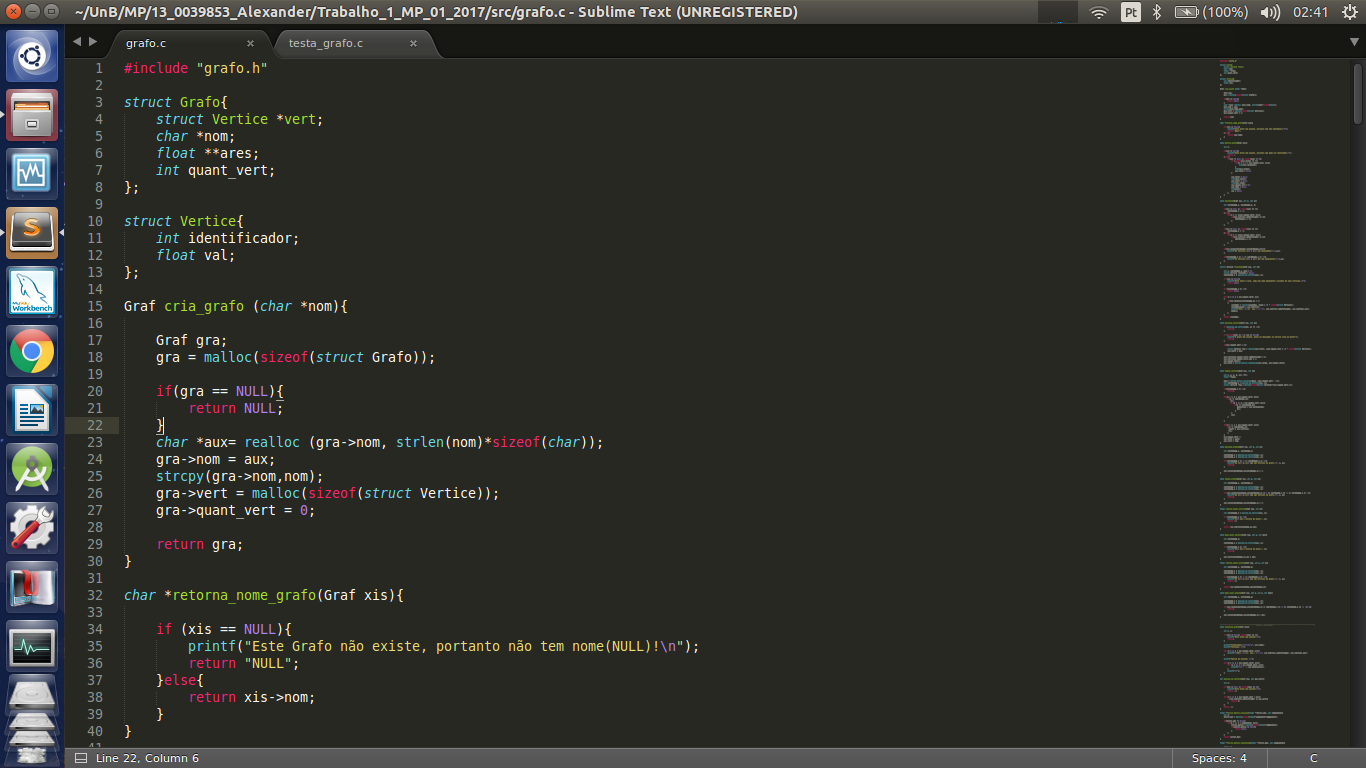 ~/UnB/MP/13_0039853_Alexander/Trabalho_1_MP_01_2017/src/grafo.c - Sublime Text (UNREGISTERED)
Pt
(100%)
02:41
grafo.c
testa_grafo.c
1 #include "grafo.h"
2
3 struct Grafo{
4     struct Vertice *vert;
5     char *nom;
6     float **ares;
7     int quant_vert;
8 };
9
10 struct Vertice{
11     int identificador;
12     float val;
13 };
14
15 Graf cria_grafo (char *nom){
16
17     Graf gra;
18     gra = malloc(sizeof(struct Grafo));
19
20     if(gra == NULL){
21         return NULL;
22     }
23     char *aux= realloc (gra->nom, strlen(nom)*sizeof(char));
24     gra->nom = aux;
25     strcpy(gra->nom,nom);
26     gra->vert = malloc(sizeof(struct Vertice));
27     gra->quant_vert = 0;
28
29     return gra;
30 }
31
32 char *retorna_nome_grafo(Graf xis){
33
34     if (xis == NULL){
35         printf("Este Grafo não existe, portanto não tem nome(NULL)!\n");
36         return "NULL";
37     }else{
38         return xis->nom;
39     }
40 }
41
MySQL
Workbench
Line 22, Column 6
Spaces: 4
C